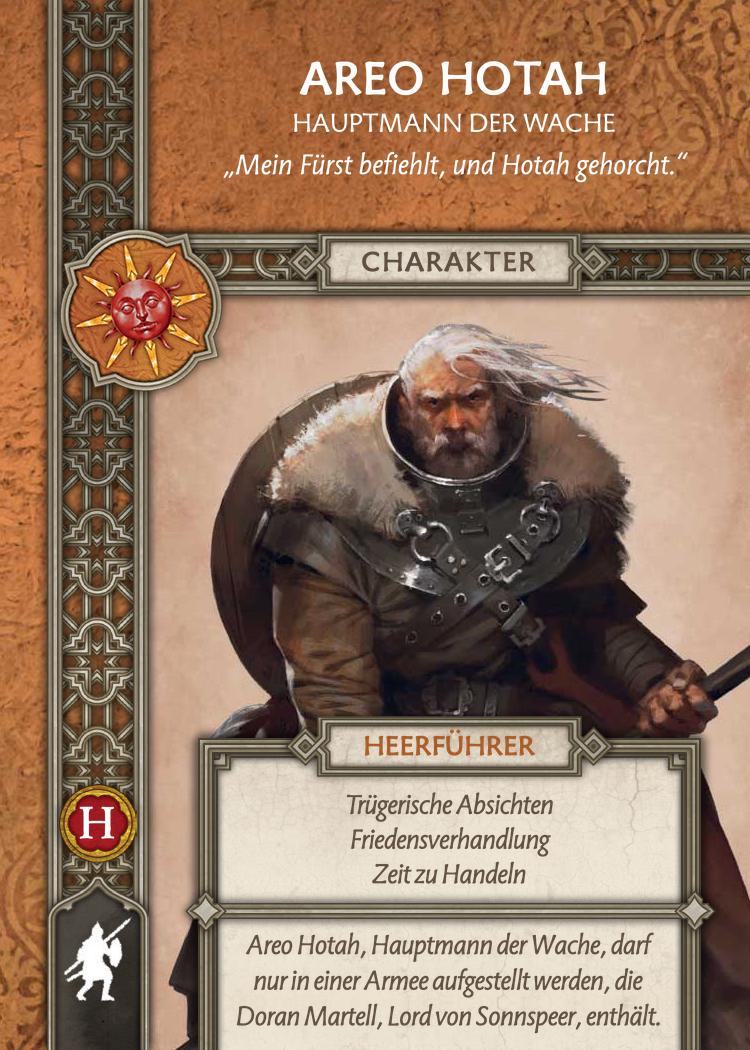 AREO HOTAH
HAUPTMANN DER WACHE
„Mein Fürst befiehlt, und Hotah gehorcht.“
CHARAKTER
HEERFÜHRER
Trügerische Absichten
Friedensverhandlung
Zeit zu Handeln
H
Areo Hotah, Hauptmann der Wache, darf
nur in einer Armee aufgestellt werden, die
Doran Martell, Lord von Sonnspeer, enthält.